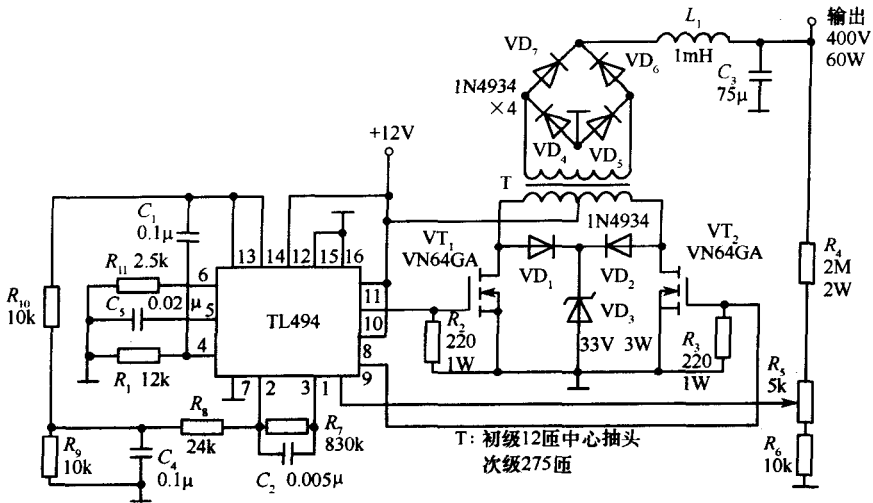 L₁
1mH
输出
400V
60W
C₃
75μ
VD₇
VD₆
1N4934
×4
VD₄
VD₅
+12V
T
1N4934
VT₁
VN64GA
VT₂
VN64GA
VD₁
VD₂
VD₃
33V 3W
R₂
220
1W
R₃
220
1W
R₄
2M
2W
R₅
5k
R₆
10k
C₁
0.1μ
R₁₁ 2.5k
C₅ 0.02μ
R₁ 12k
R₁₀
10k
13 14 12 15 16
6
5
4
TL494
11
10
8
9
7 2 3 1
R₈
24k
R₇
830k
C₂ 0.005μ
R₉
10k
C₄
0.1μ
T: 初级12匝中心抽头
次级275匝